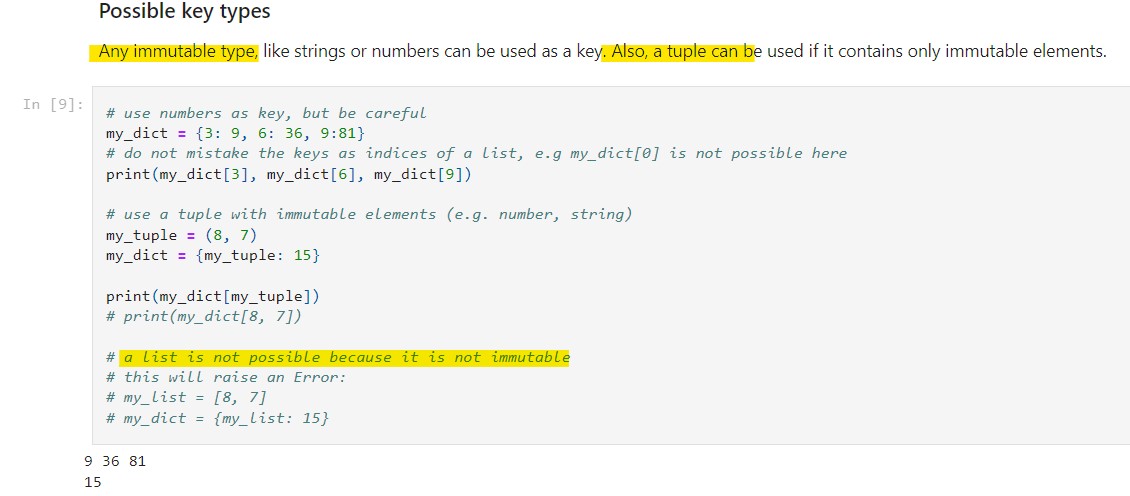 Possible key types
Any immutable type, like strings or numbers can be used as a key. Also, a tuple can be used if it contains only immutable elements.
In [9]:
# use numbers as key, but be careful
my_dict = {3: 9, 6: 36, 9:81}
# do not mistake the keys as indices of a list, e.g my_dict[0] is not possible here
print(my_dict[3], my_dict[6], my_dict[9])
# use a tuple with immutable elements (e.g. number, string)
my_tuple = (8, 7)
my_dict = {my_tuple: 15}
print(my_dict[my_tuple])
# print(my_dict[8, 7])
# a list is not possible because it is not immutable
# this will raise an Error:
# my_list = [8, 7]
# my_dict = {my_list: 15}
9 36 81
15